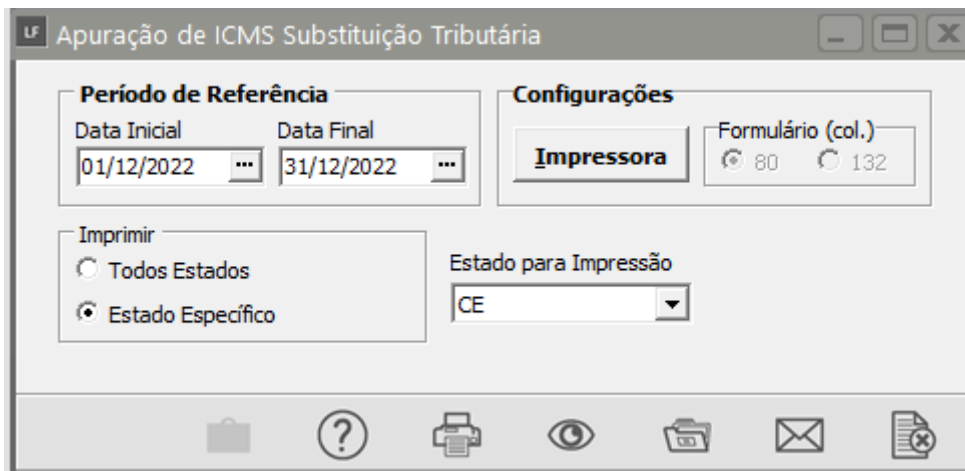 LF Apuração de ICMS Substituição Tributária
Período de Referência
Configurações
Data Inicial Data Final
01/12/2022 ... 31/12/2022 ...
Impressora
Formulário (col.)
80 132
Imprimir
Todos Estados
Estado Específico
Estado para Impressão
CE